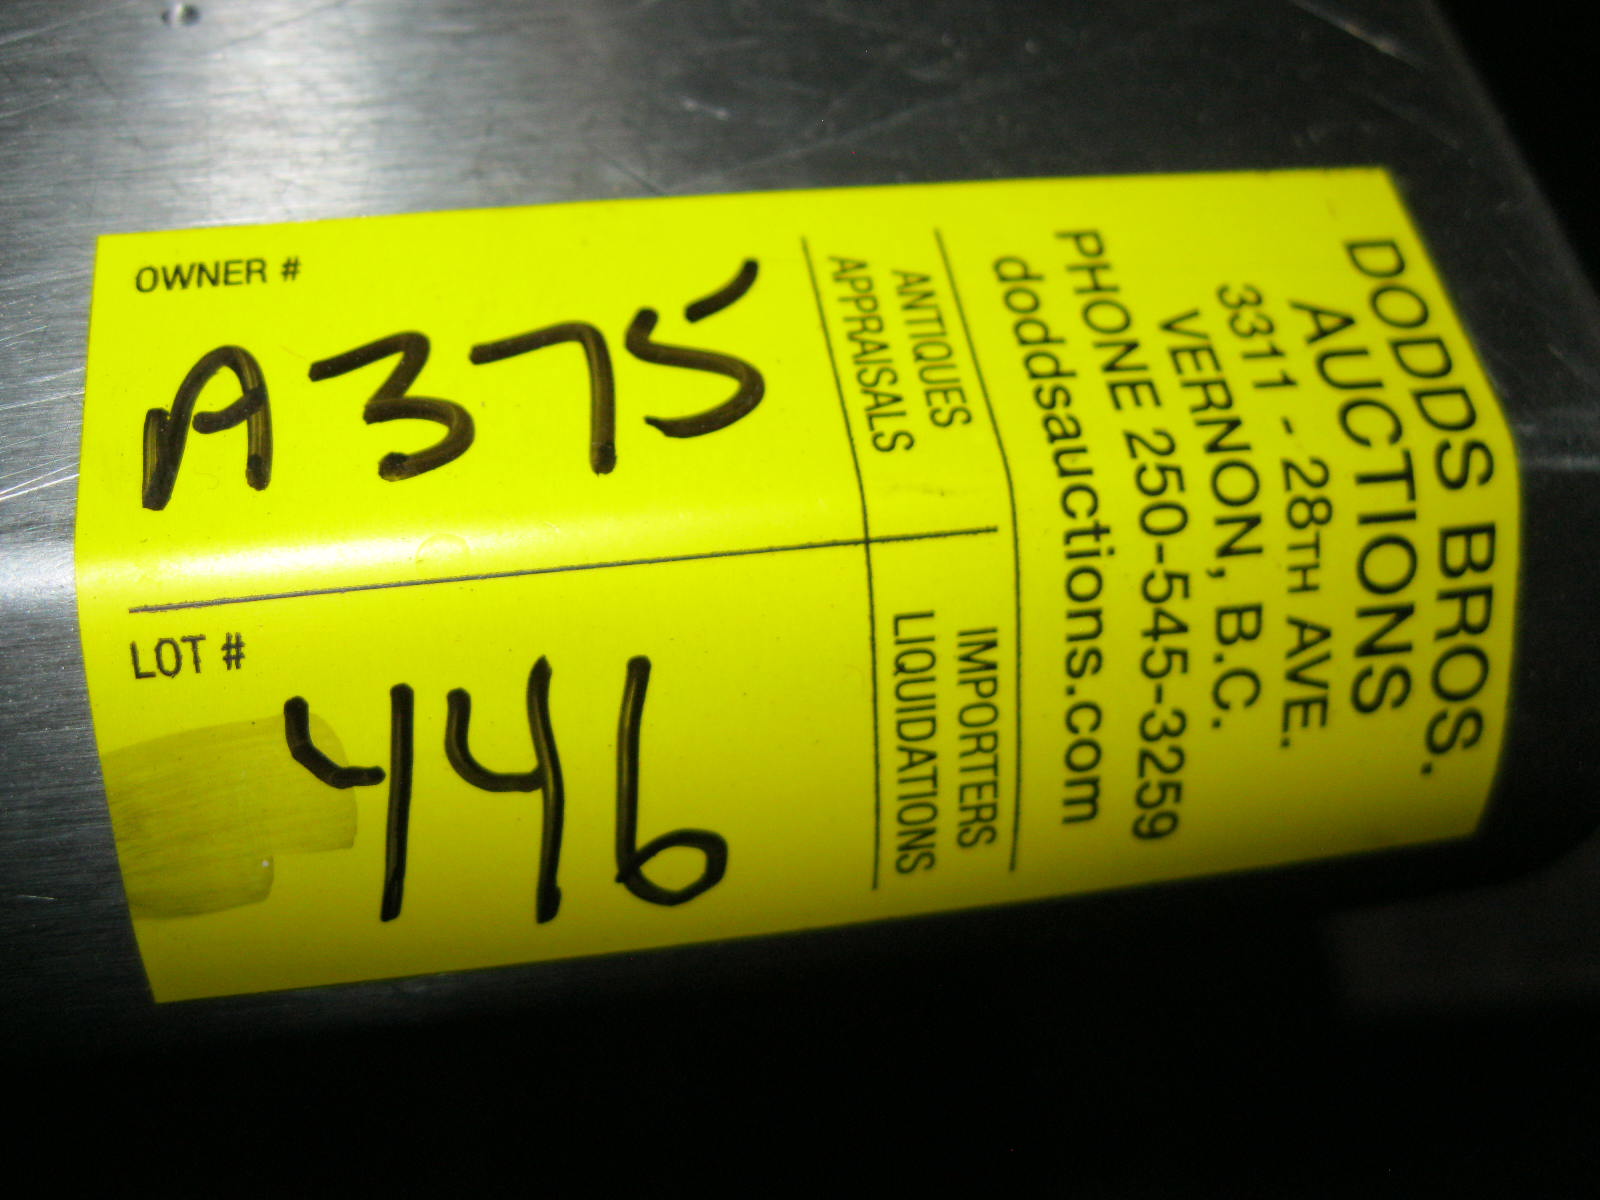 DODDS BROS.
AUCTIONS
3311 - 28TH AVE.
VERNON, B.C.
PHONE 250-545-3259
doddsauctions.com
ANTIQUES IMPORTERS
APPRAISALS LIQUIDATIONS
OWNER #
A375
LOT #
446